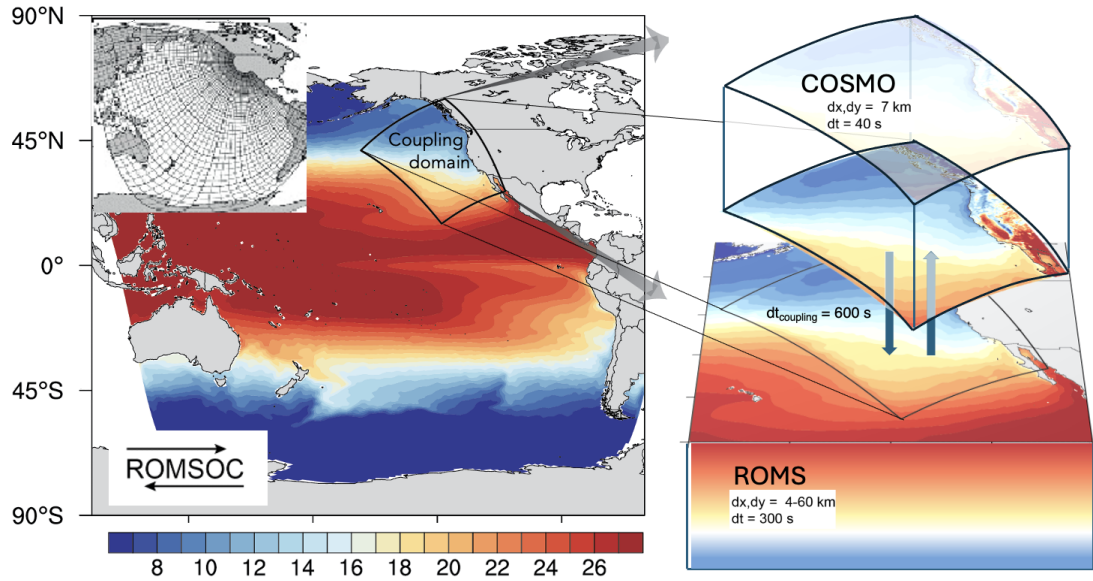 90°N
45°N
0°
45°S
90°S
Coupling
domain
ROMSOC
8 10 12 14 16 18 20 22 24 26
COSMO
dx,dy = 7 km
dt = 40 s
dt_coupling = 600 s
ROMS
dx,dy = 4-60 km
dt = 300 s